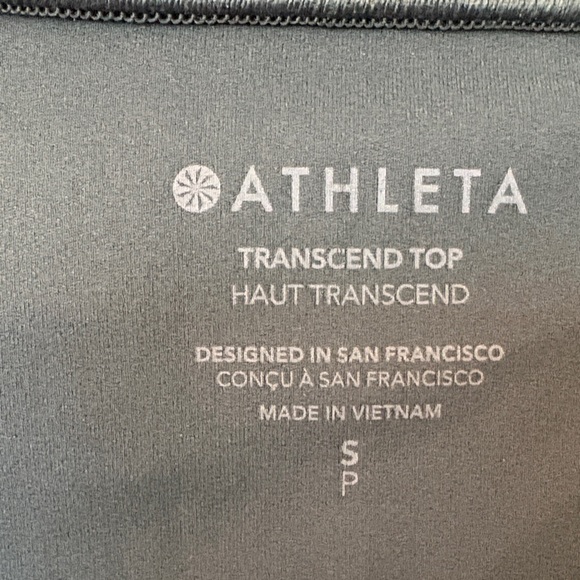 ATHLETA
TRANSCEND TOP
HAUT TRANSCEND
DESIGNED IN SAN FRANCISCO
CONÇU À SAN FRANCISCO
MADE IN VIETNAM
S
P